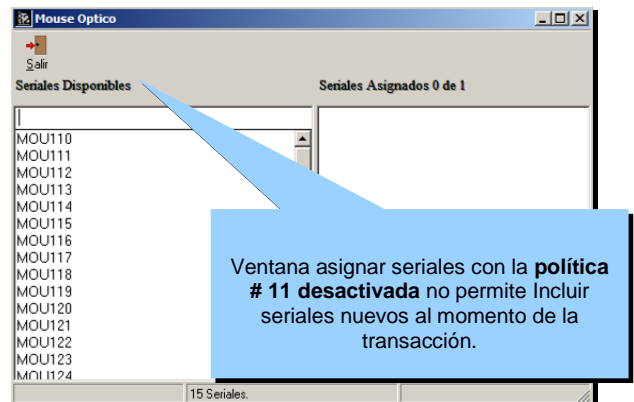 Mouse Optico
Salir
Seriales Disponibles
Seriales Asignados 0 de 1
MOU110
MOU111
MOU112
MOU113
MOU114
MOU115
MOU116
MOU117
MOU118
MOU119
MOU120
MOU121
MOU122
MOU123
MOU124
Ventana asignar seriales con la política
# 11 desactivada no permite Incluir
seriales nuevos al momento de la
transacción.
15 Seriales.